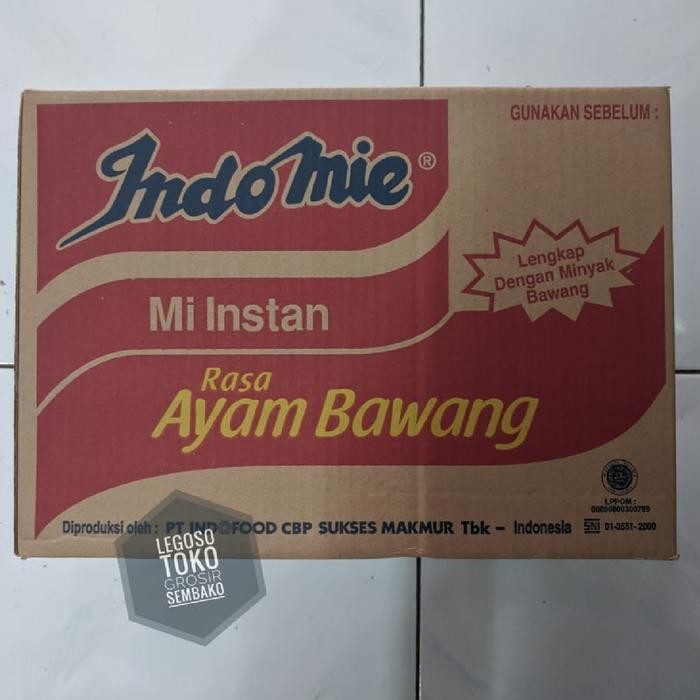 GUNAKAN SEBELUM :
Indomie®
Lengkap
Dengan Minyak
Bawang
Mi Instan
Rasa
Ayam Bawang
LPPOM :
00090000300799
Diproduksi oleh : PT INDOFOOD CBP SUKSES MAKMUR Tbk – Indonesia SNI 01-3551-2000
LEGOSO
TOKO
GROSIR
SEMBAKO